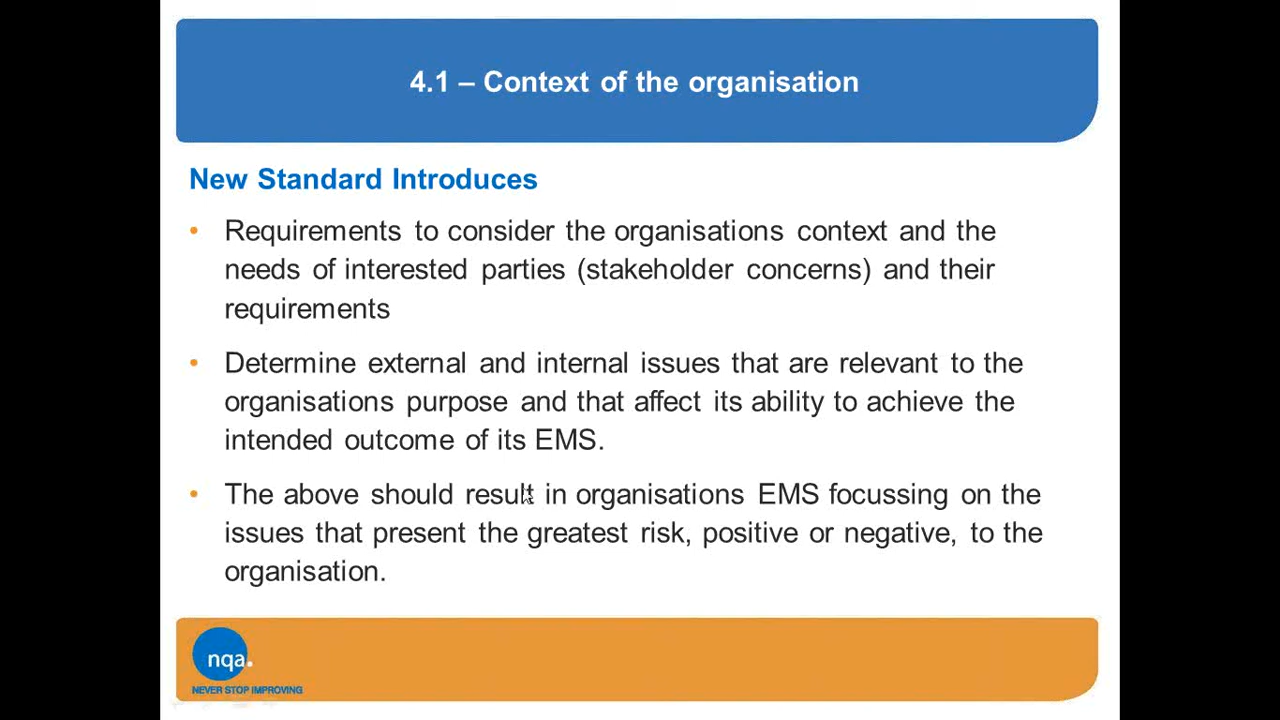 4.1 – Context of the organisation
New Standard Introduces
• Requirements to consider the organisations context and the
needs of interested parties (stakeholder concerns) and their
requirements
• Determine external and internal issues that are relevant to the
organisations purpose and that affect its ability to achieve the
intended outcome of its EMS.
• The above should result in organisations EMS focussing on the
issues that present the greatest risk, positive or negative, to the
organisation.
nqa.
NEVER STOP IMPROVING